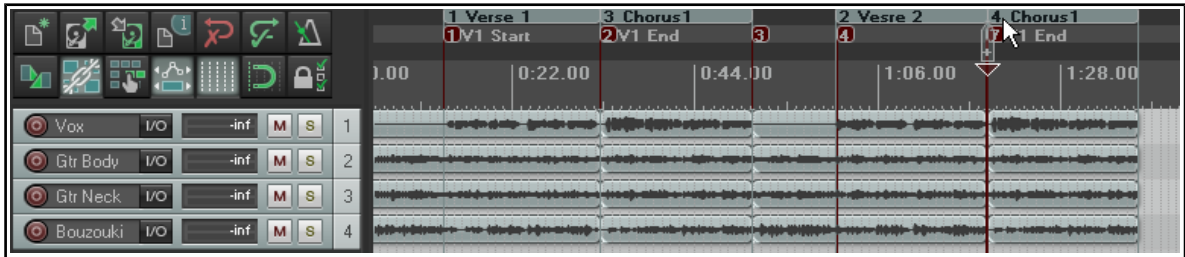 1 Verse 1 3 Chorus1 2 Vesre 2 4 Chorus1
1 V1 Start 2 V1 End 3 4 7 1 End
0.00 0:22.00 0:44.00 1:06.00 1:28.00
Vox I/O -inf M S 1
Gtr Body I/O -inf M S 2
Gtr Neck I/O -inf M S 3
Bouzouki I/O -inf M S 4